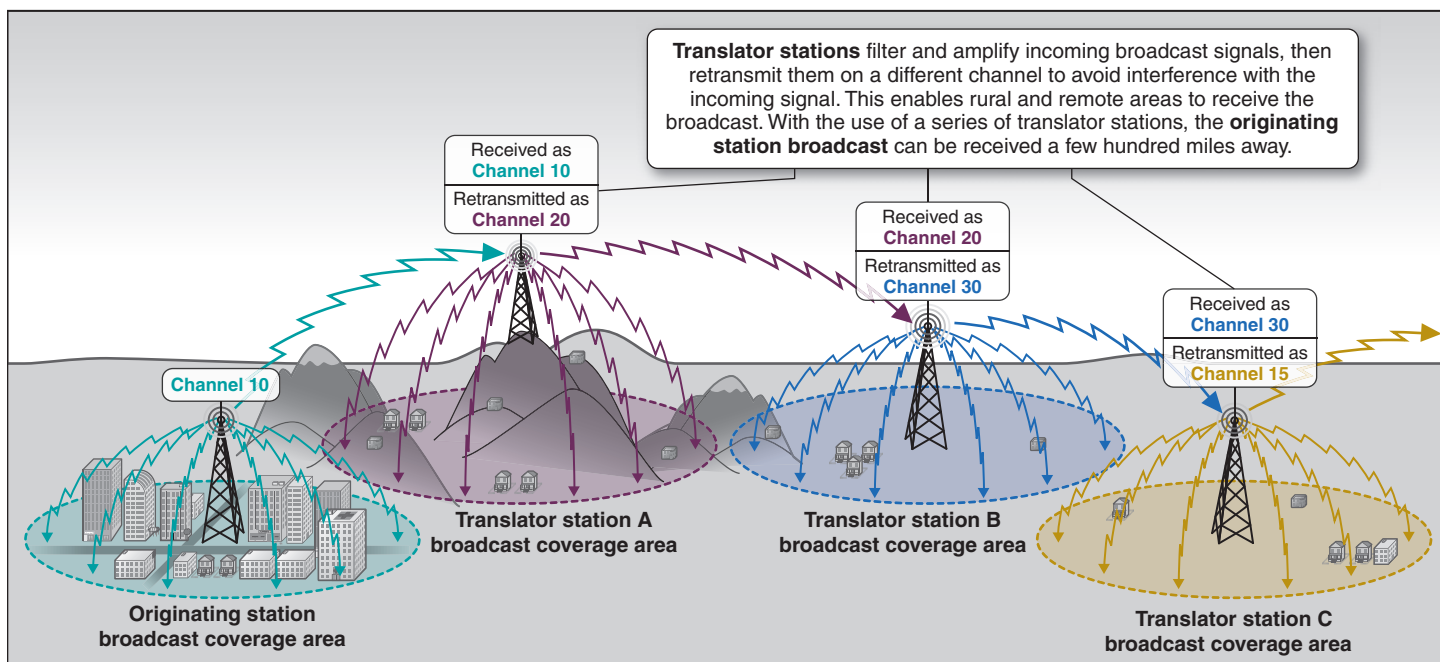 Translator stations filter and amplify incoming broadcast signals, then
retransmit them on a different channel to avoid interference with the
incoming signal. This enables rural and remote areas to receive the
broadcast. With the use of a series of translator stations, the originating
station broadcast can be received a few hundred miles away.
Received as
Channel 10
Retransmitted as
Channel 20
Received as
Channel 20
Retransmitted as
Channel 30
Received as
Channel 30
Retransmitted as
Channel 15
Channel 10
Translator station A
broadcast coverage area
Translator station B
broadcast coverage area
Originating station
broadcast coverage area
Translator station C
broadcast coverage area